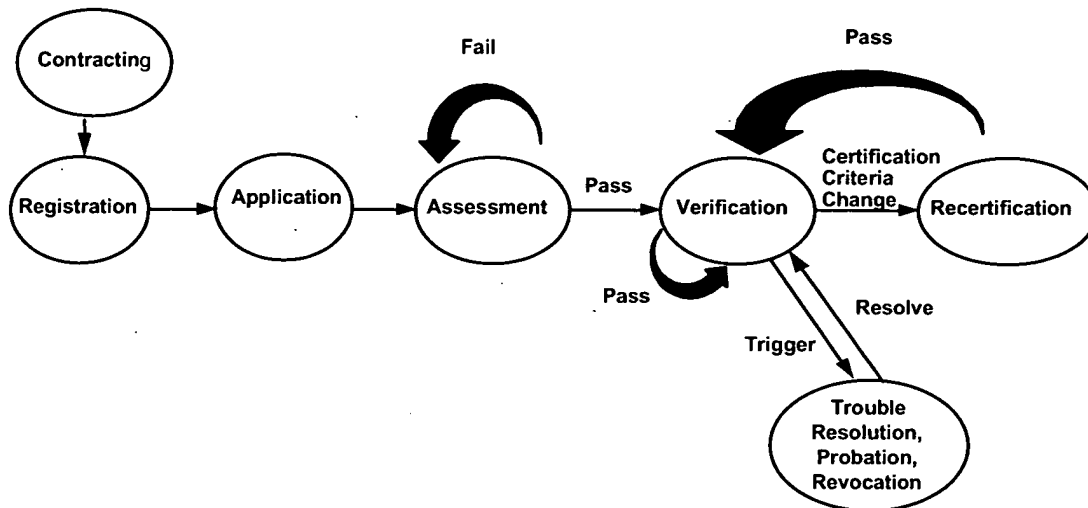 Contracting
Fail
Pass
Registration
Application
Assessment
Pass
Verification
Certification
Criteria
Change
Recertification
Pass
Trigger
Resolve
Trouble
Resolution,
Probation,
Revocation